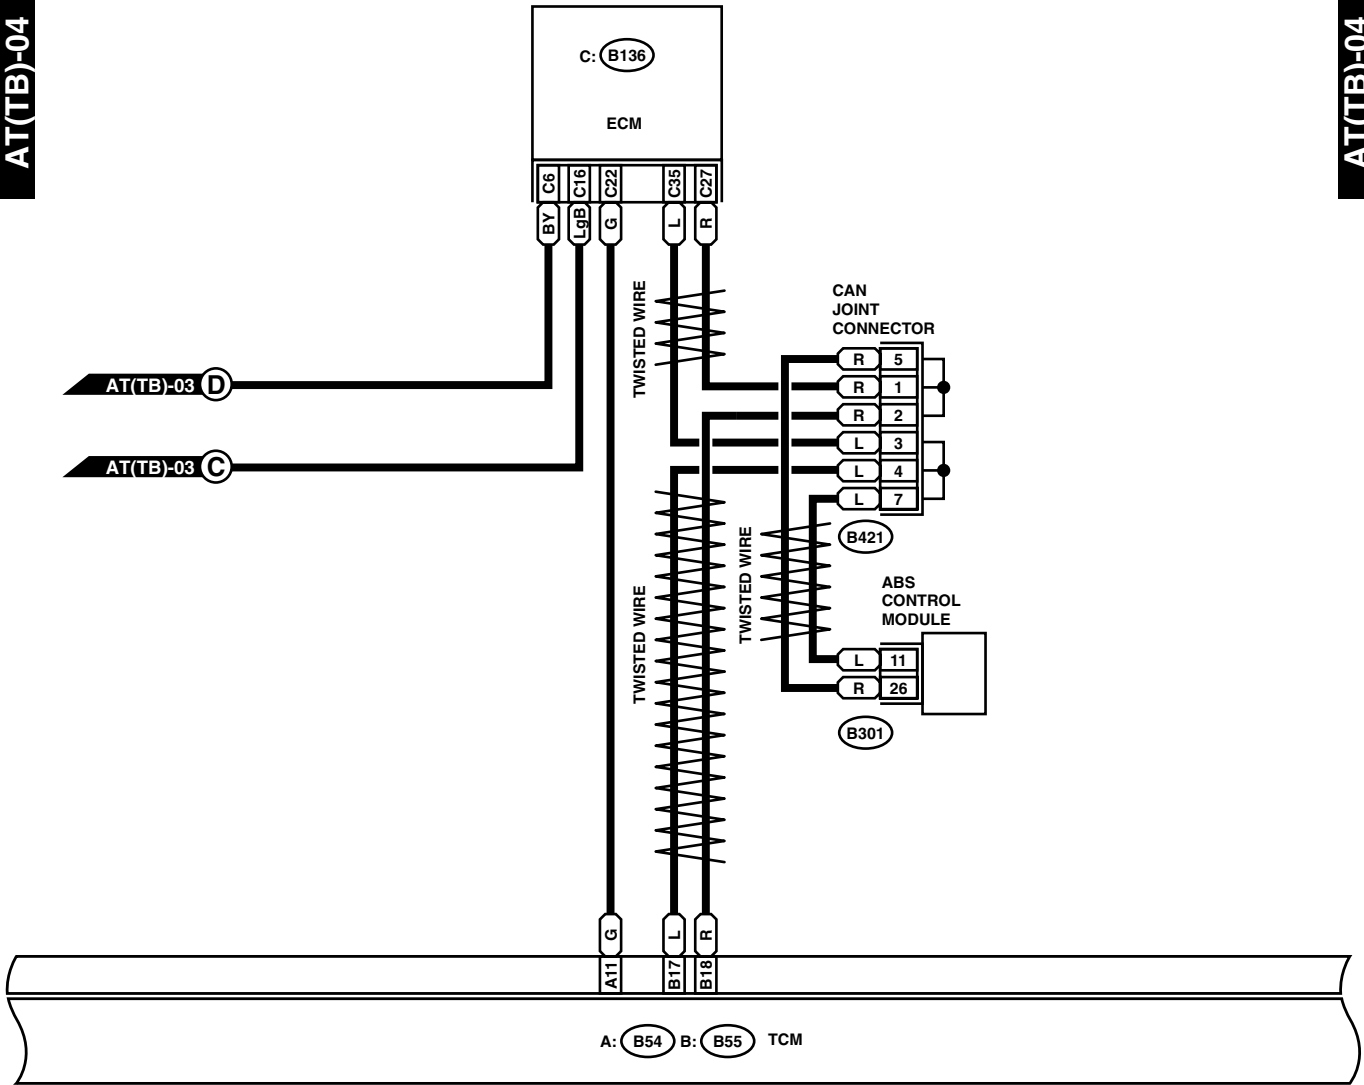 AT(TB)-04
AT(TB)-04
C: B136
ECM
C6 C16 C22 C35 C27
BY LgB G L R
TWISTED WIRE
CAN
JOINT
CONNECTOR
R 5
AT(TB)-03 D
R 1
R 2
L 3
AT(TB)-03 C
L 4
L 7
B421
TWISTED WIRE
TWISTED WIRE
ABS
CONTROL
MODULE
L 11
R 26
B301
G L R
A11 B17 B18
A: B54 B: B55 TCM